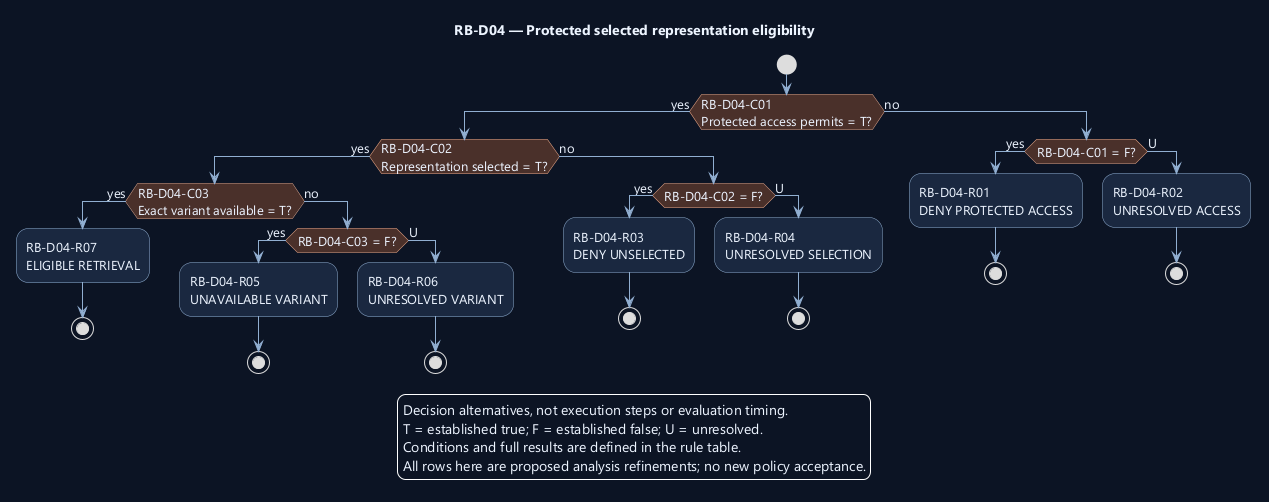 RB-D04 — Protected selected representation eligibility
RB-D04-C01
Protected access permits = T?
yes
no
RB-D04-C02
Representation selected = T?
yes
no
RB-D04-C03
Exact variant available = T?
yes
no
RB-D04-R07
ELIGIBLE RETRIEVAL
RB-D04-C03 = F?
yes
U
RB-D04-R05
UNAVAILABLE VARIANT
RB-D04-R06
UNRESOLVED VARIANT
RB-D04-C02 = F?
yes
U
RB-D04-R03
DENY UNSELECTED
RB-D04-R04
UNRESOLVED SELECTION
RB-D04-C01 = F?
yes
U
RB-D04-R01
DENY PROTECTED ACCESS
RB-D04-R02
UNRESOLVED ACCESS
Decision alternatives, not execution steps or evaluation timing.
T = established true; F = established false; U = unresolved.
Conditions and full results are defined in the rule table.
All rows here are proposed analysis refinements; no new policy acceptance.